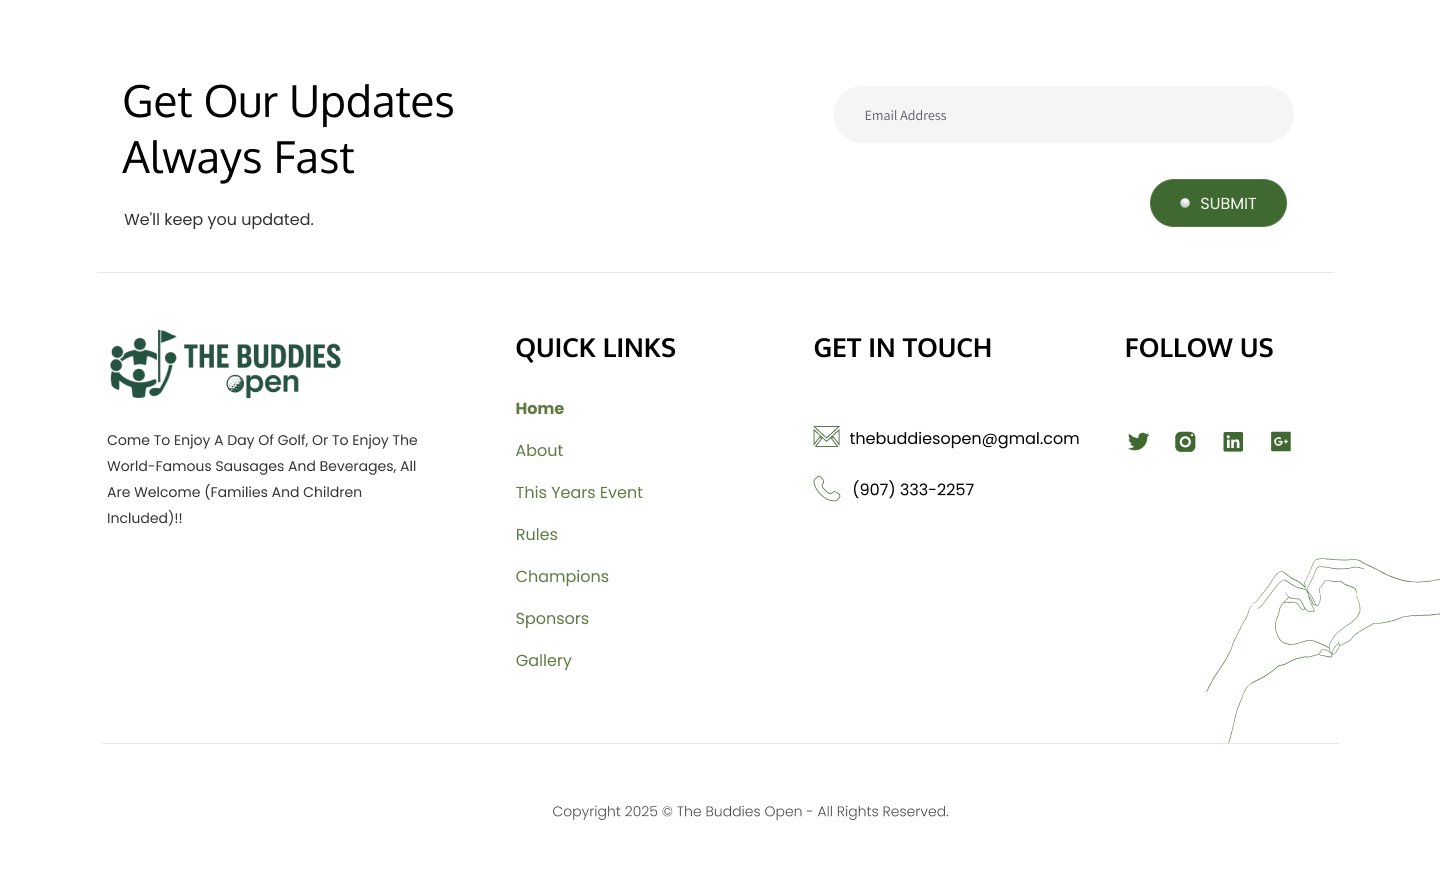 Get Our Updates
Always Fast
We'll keep you updated.
Email Address
SUBMIT
THE BUDDIES
open
Come To Enjoy A Day Of Golf, Or To Enjoy The
World-Famous Sausages And Beverages, All
Are Welcome (Families And Children
Included)!!
QUICK LINKS
Home
About
This Years Event
Rules
Champions
Sponsors
Gallery
GET IN TOUCH
thebuddiesopen@gmal.com
(907) 333-2257
FOLLOW US
Copyright 2025 © The Buddies Open - All Rights Reserved.